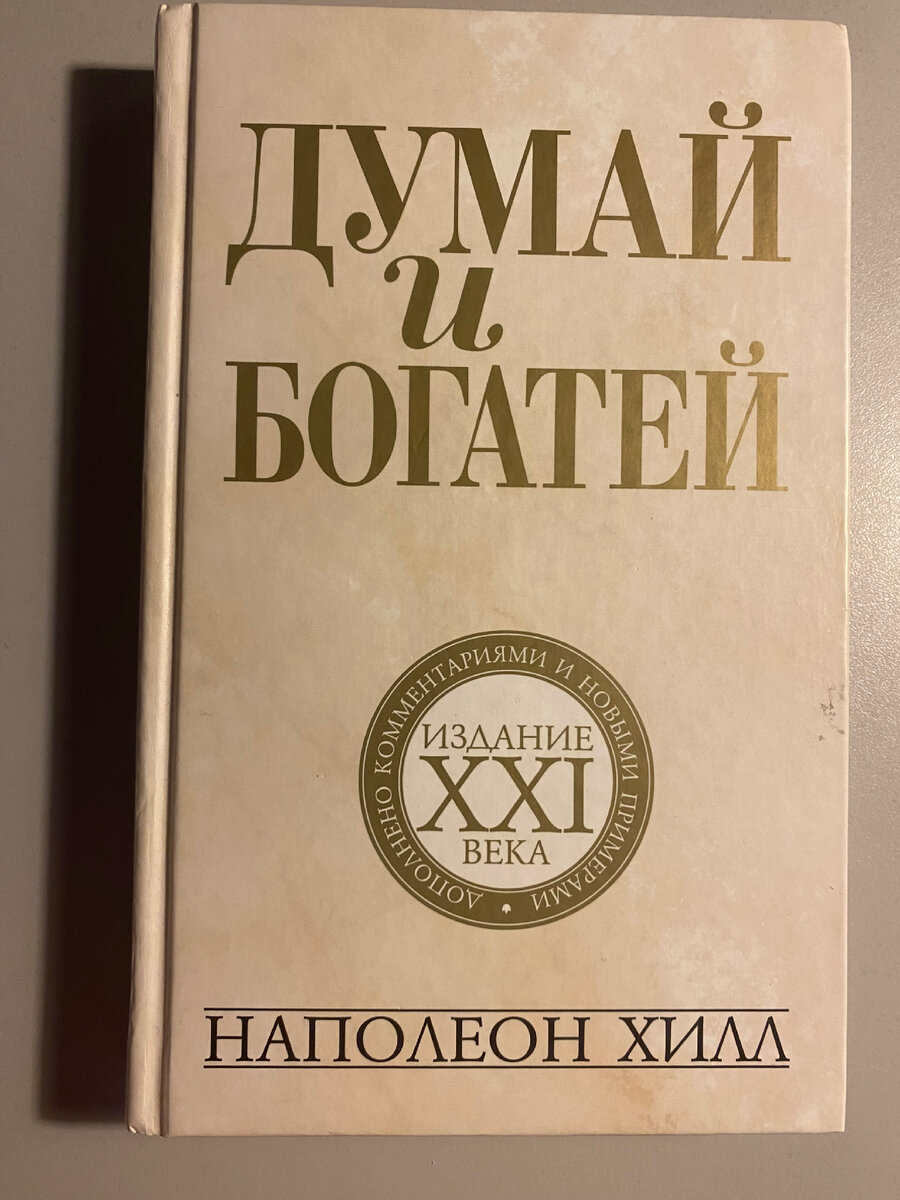 ДУМАЙ
и
БОГАТЕЙ
ДОПОЛНЕНО КОММЕНТАРИЯМИ И НОВЫМИ ПРИМЕРАМИ
ИЗДАНИЕ
XXI
ВЕКА
НАПОЛЕОН ХИЛЛ